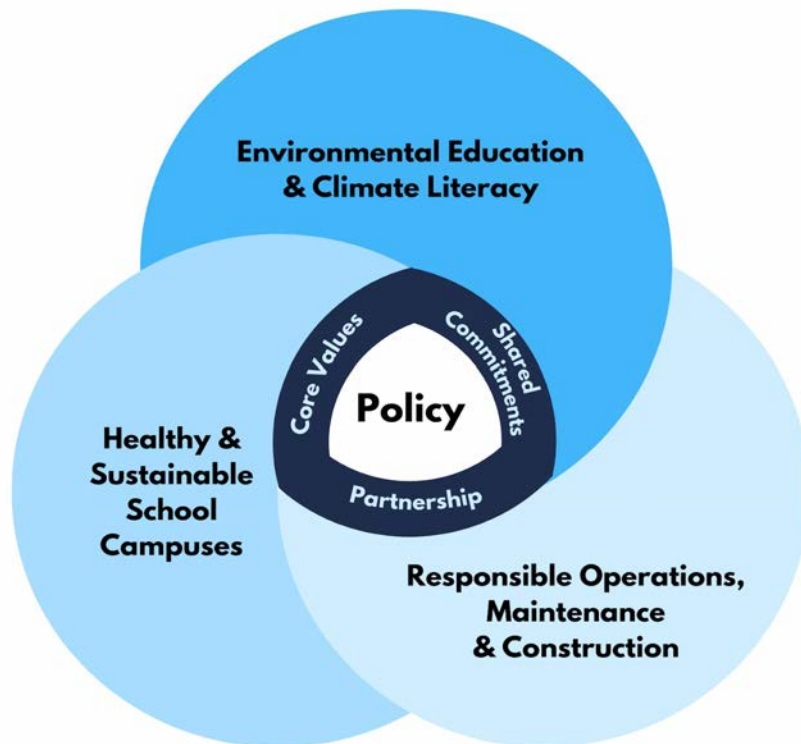 Environmental Education
& Climate Literacy
Core Values
Shared
Commitments
Policy
Partnership
Healthy &
Sustainable
School
Campuses
Responsible Operations,
Maintenance
& Construction